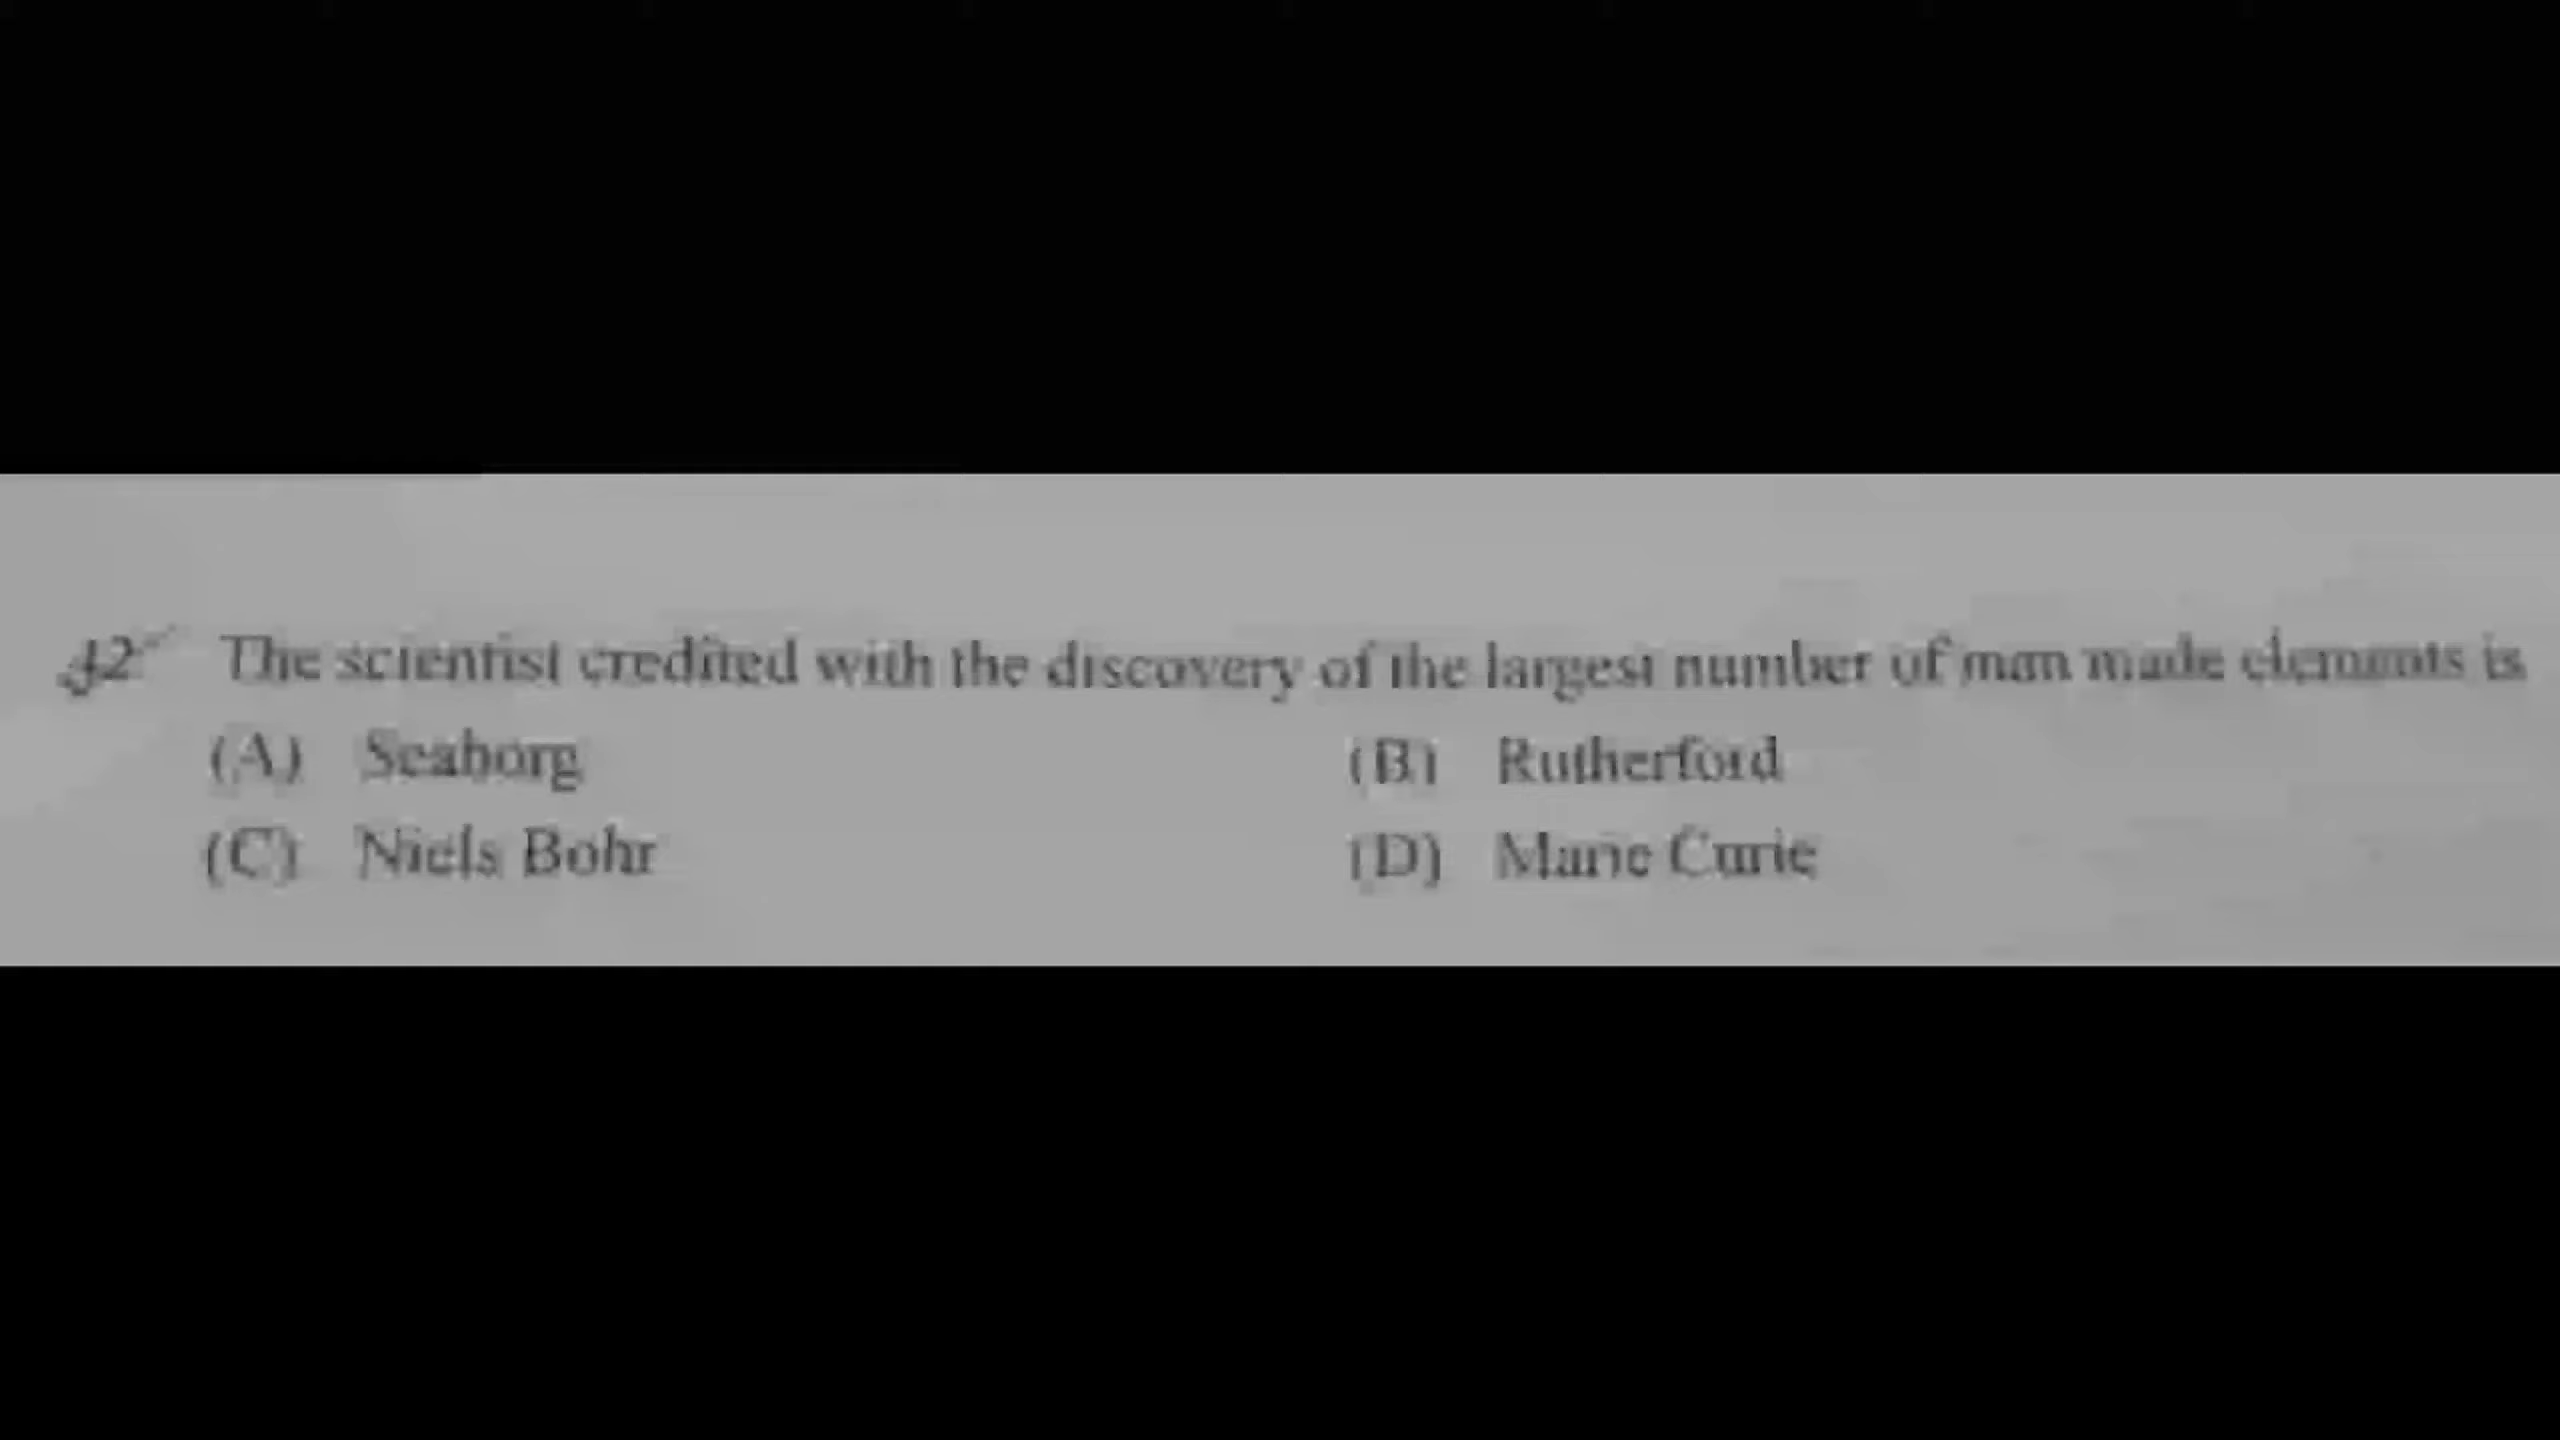 42 The scientist credited with the discovery of the largest number of man made elements is
(A) Seaborg (B) Rutherford
(C) Niels Bohr (D) Marie Curie